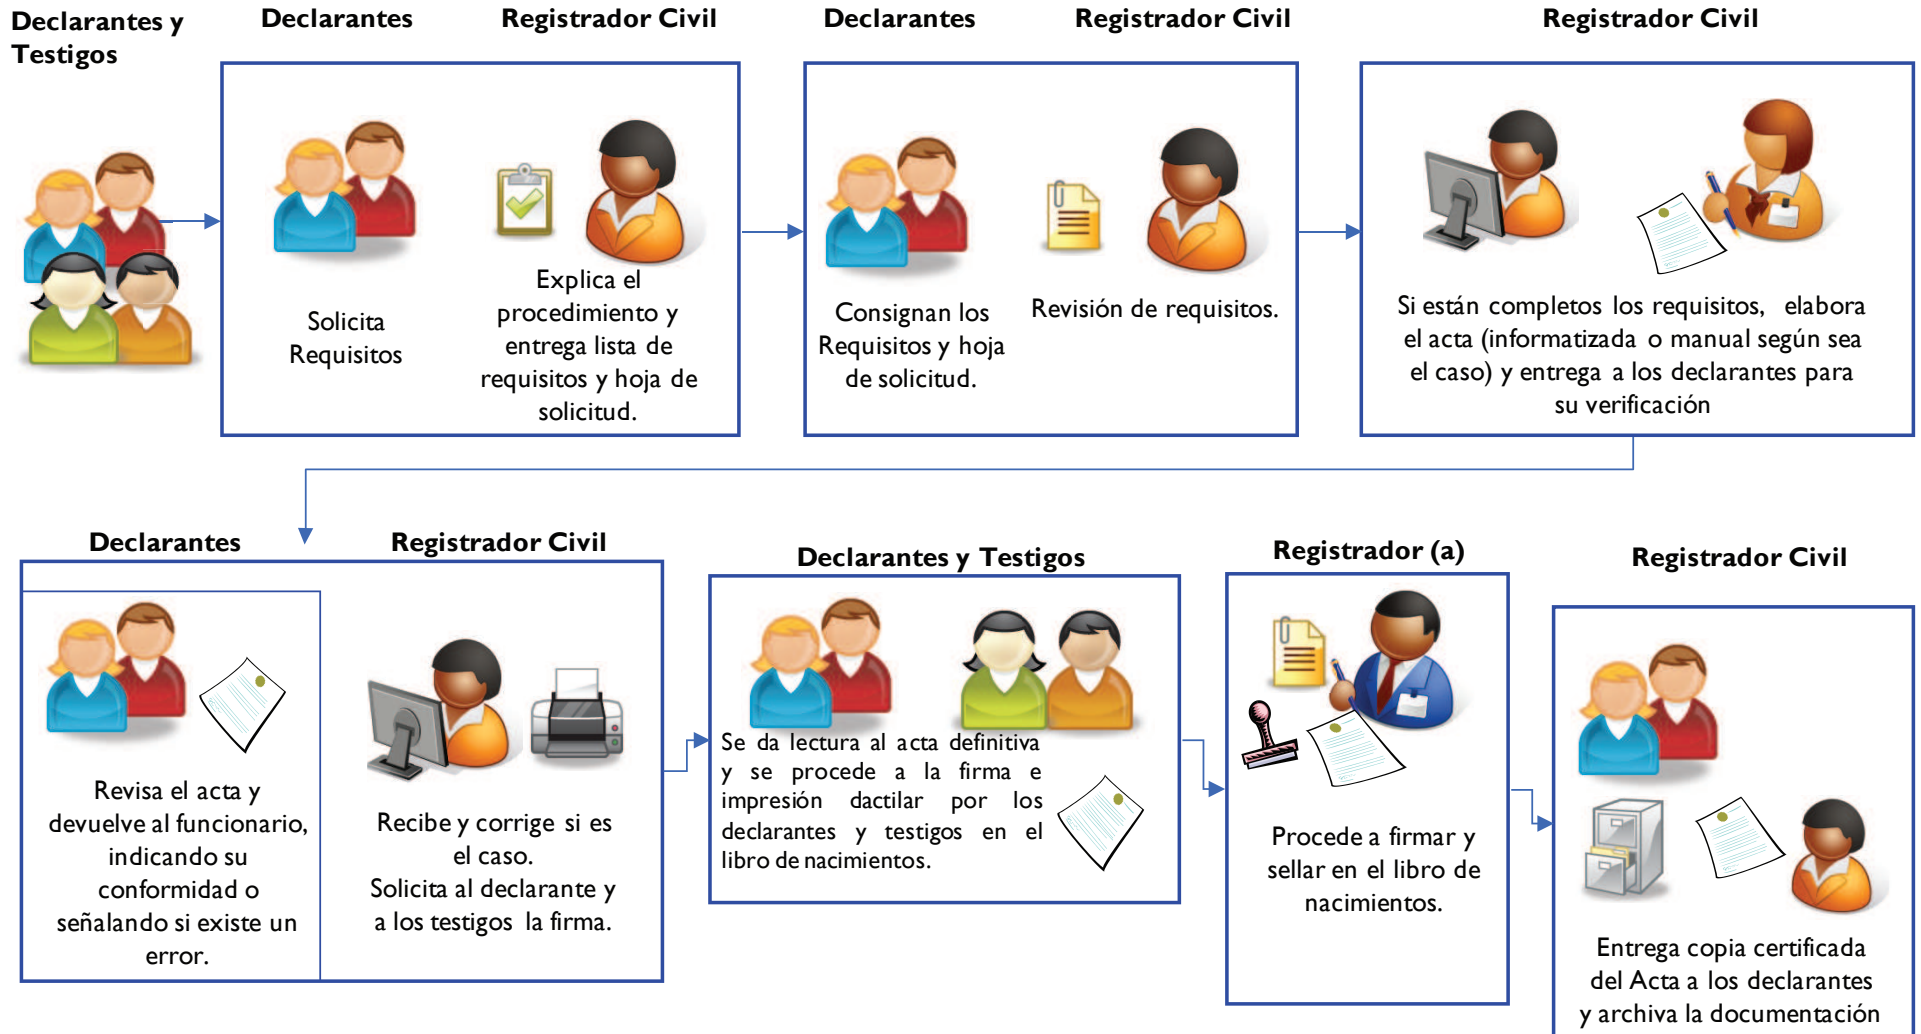 Declarantes y
Testigos
Declarantes
Registrador Civil
Solicita
Requisitos
Explica el
procedimiento y
entrega lista de
requisitos y hoja de
solicitud.
Declarantes
Registrador Civil
Consignan los
Requisitos y hoja
de solicitud.
Revisión de requisitos.
Registrador Civil
Si están completos los requisitos, elabora
el acta (informatizada o manual según sea
el caso) y entrega a los declarantes para
su verificación
Declarantes
Registrador Civil
Revisa el acta y
devuelve al funcionario,
indicando su
conformidad o
señalando si existe un
error.
Recibe y corrige si es
el caso.
Solicita al declarante y
a los testigos la firma.
Declarantes y Testigos
Se da lectura al acta definitiva
y se procede a la firma e
impresión dactilar por los
declarantes y testigos en el
libro de nacimientos.
Registrador (a)
Procede a firmar y
sellar en el libro de
nacimientos.
Registrador Civil
Entrega copia certificada
del Acta a los declarantes
y archiva la documentación